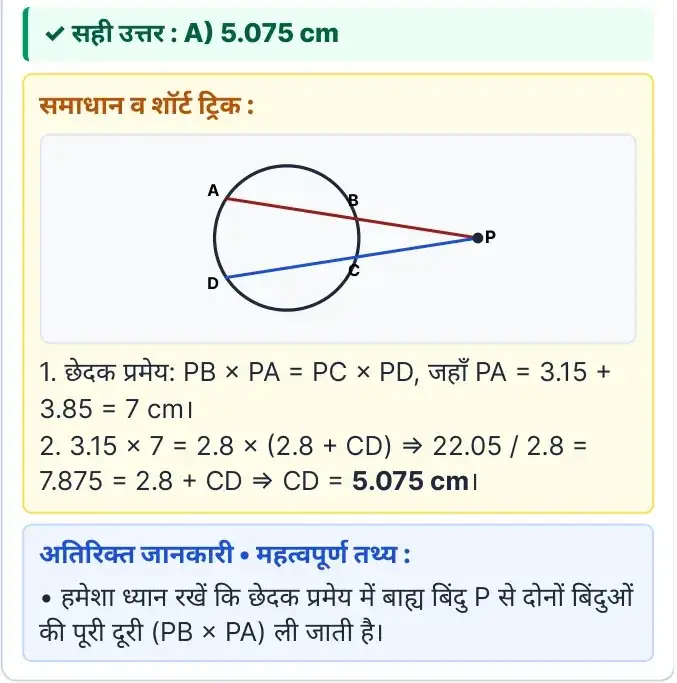 ✓ सही उत्तर : A) 5.075 cm
समाधान व शॉर्ट ट्रिक :
A
B
P
C
D
1. छेदक प्रमेय: PB × PA = PC × PD, जहाँ PA = 3.15 +
3.85 = 7 cm।
2. 3.15 × 7 = 2.8 × (2.8 + CD) ⇒ 22.05 / 2.8 =
7.875 = 2.8 + CD ⇒ CD = 5.075 cm।
अतिरिक्त जानकारी • महत्वपूर्ण तथ्य :
• हमेशा ध्यान रखें कि छेदक प्रमेय में बाह्य बिंदु P से दोनों बिंदुओं
की पूरी दूरी (PB × PA) ली जाती है।